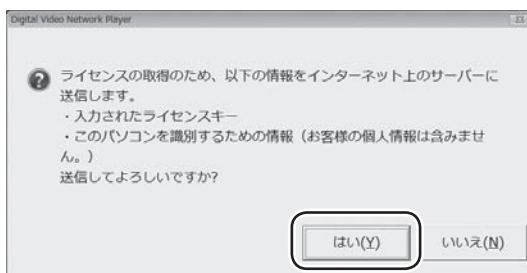 Digital Video Network Player
ライセンスの取得のため、以下の情報をインターネット上のサーバーに
送信します。
・入力されたライセンスキー
・このパソコンを識別するための情報（お客様の個人情報は含みませ
ん。）
送信してよろしいですか?
はい(Y) いいえ(N)